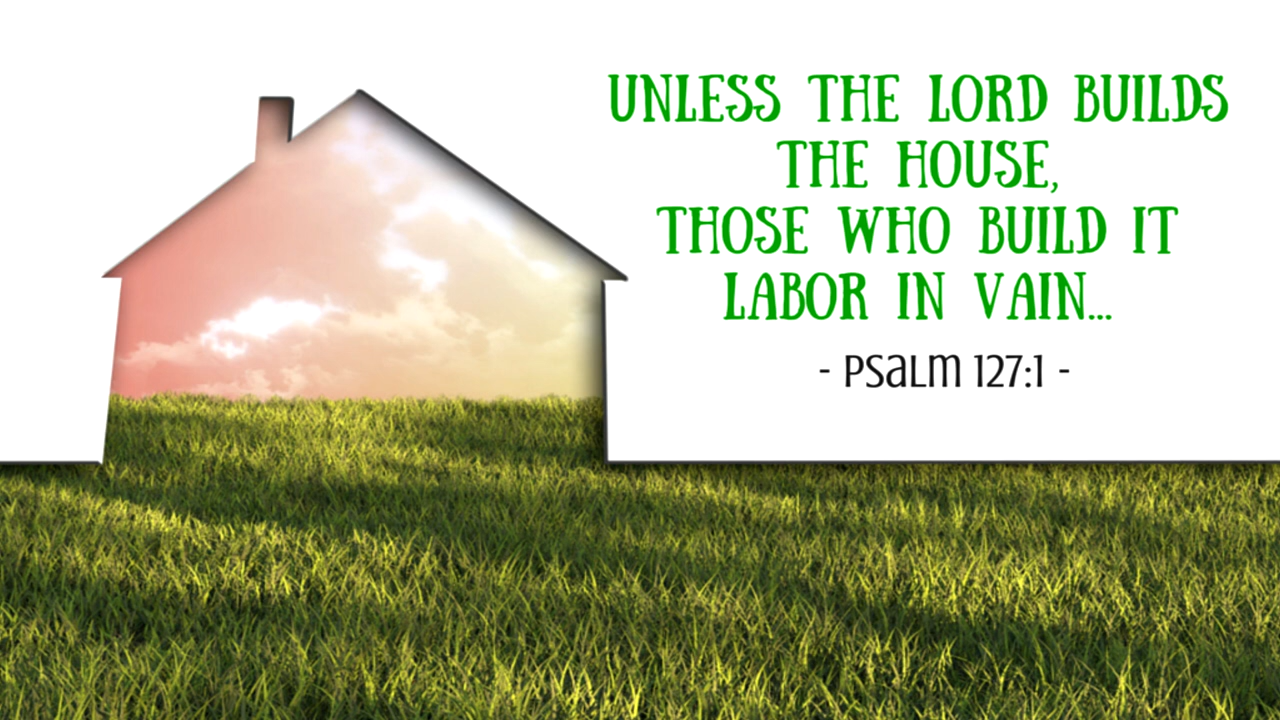 UNLESS THE LORD BUILDS
THE HOUSE,
THOSE WHO BUILD IT
LABOR IN VAIN...
- PSALM 127:1 -